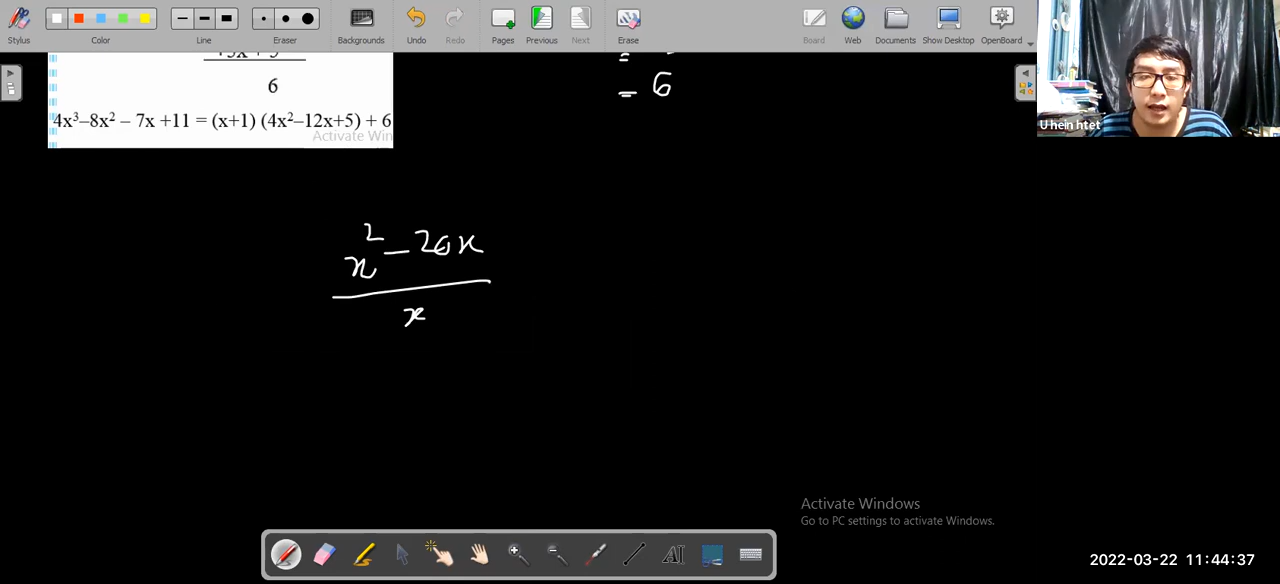 Stylus Color Line Eraser Backgrounds Undo Redo Pages Previous Next Erase Board Web Documents Show Desktop OpenBoard
6
4x³–8x² – 7x +11 = (x+1) (4x²–12x+5) + 6
Activate Win
=
= 6
U hein htet
x² – 26x
x
AI
Activate Windows
Go to PC settings to activate Windows.
2022-03-22 11:44:37